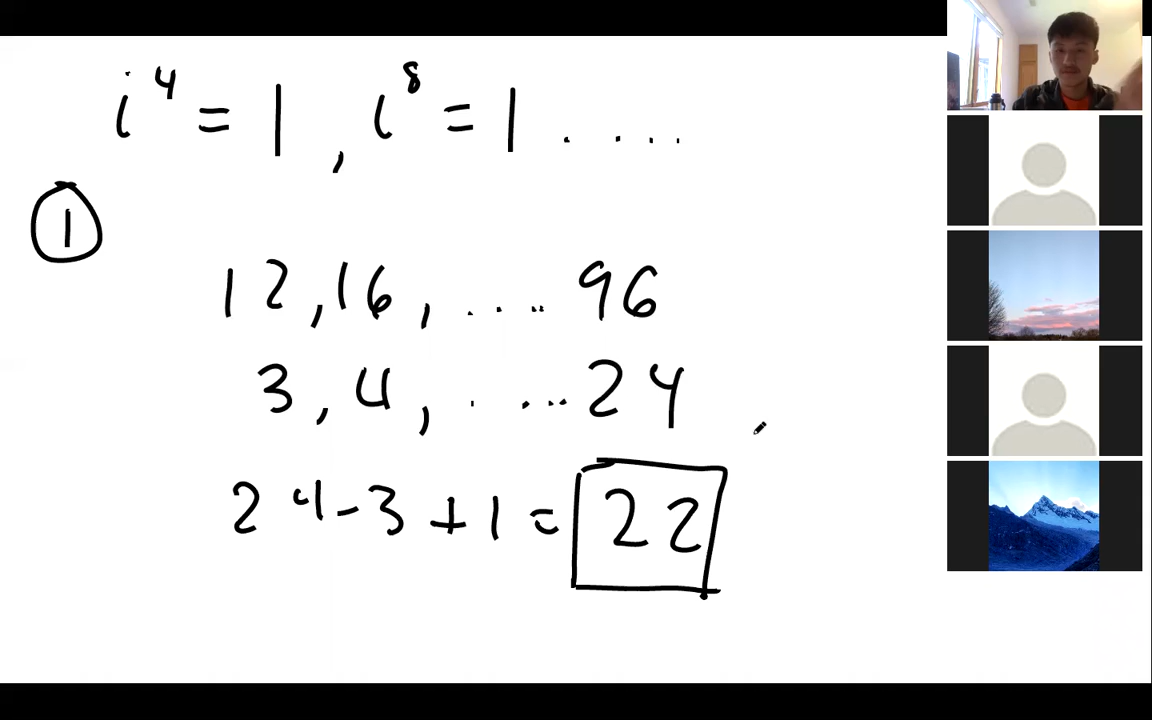 i⁴ = 1 , i⁸ = 1 . . . .
①
12 , 16 , . . . .. 96
3 , 4 , . . ... 24
24 - 3 + 1 = 22